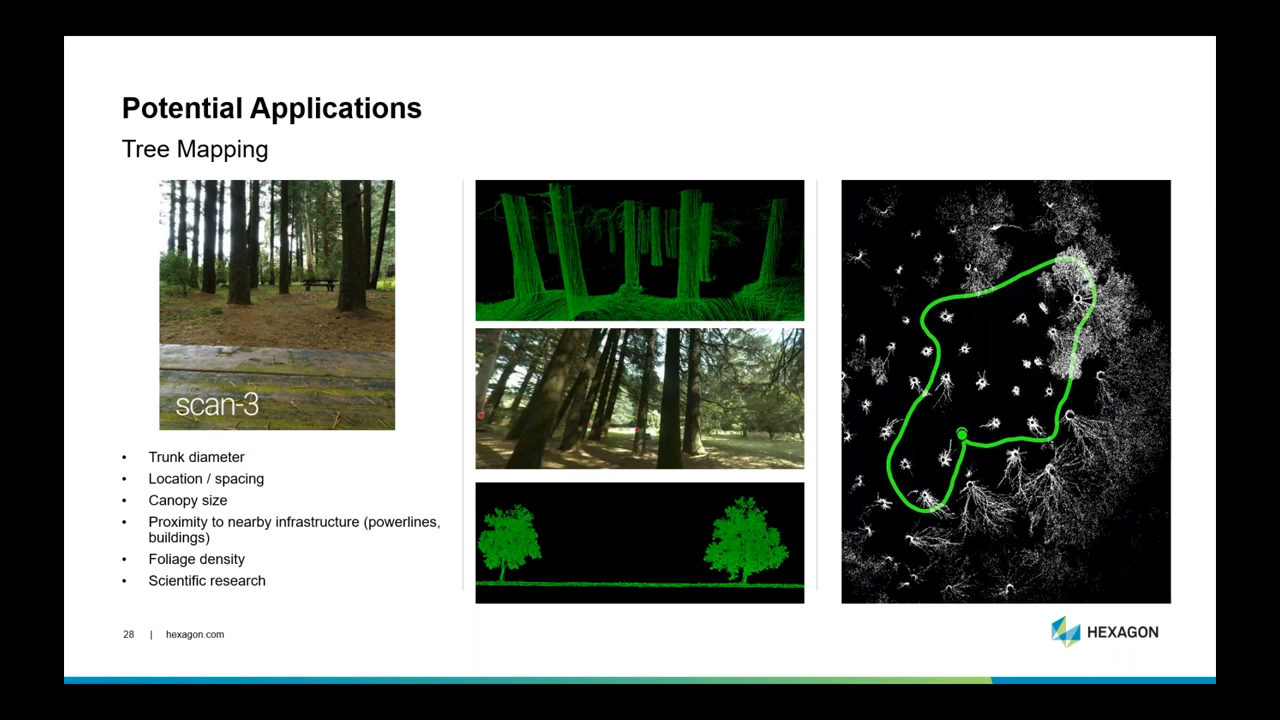 Potential Applications
Tree Mapping
scan-3
• Trunk diameter
• Location / spacing
• Canopy size
• Proximity to nearby infrastructure (powerlines,
buildings)
• Foliage density
• Scientific research
28 | hexagon.com
HEXAGON